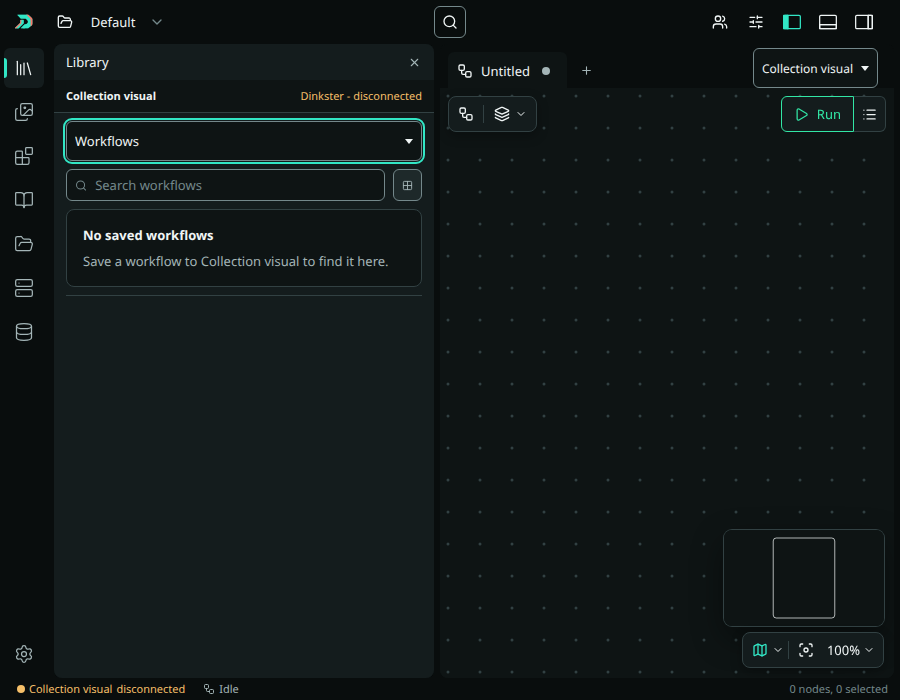 Default
Library
Untitled
Collection visual
Collection visual
Dinkster - disconnected
Workflows
Run
Search workflows
No saved workflows
Save a workflow to Collection visual to find it here.
100%
Collection visual disconnected
Idle
0 nodes, 0 selected